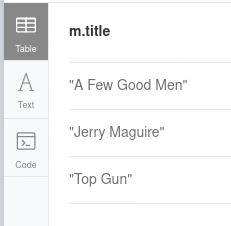 m.title
Table
"A Few Good Men"
A
Text
"Jerry Maguire"
Code
"Top Gun"